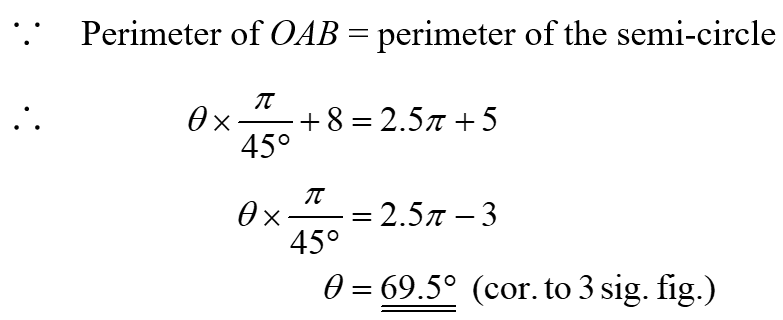 ∵ Perimeter of OAB = perimeter of the semi-circle
∴ θ × π/45° + 8 = 2.5π + 5
θ × π/45° = 2.5π − 3
θ = 69.5° (cor. to 3 sig. fig.)